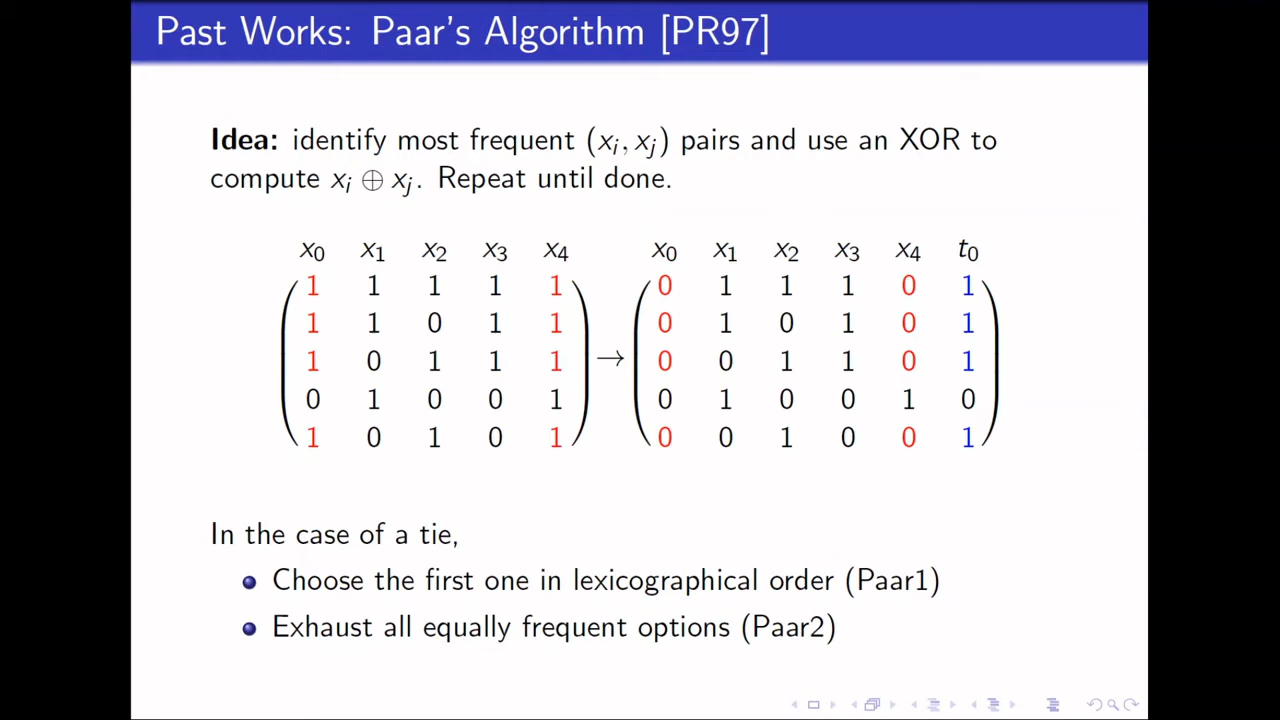 Past Works: Paar's Algorithm [PR97]
Idea: identify most frequent (xᵢ, xⱼ) pairs and use an XOR to
compute xᵢ ⊕ xⱼ. Repeat until done.
x₀ x₁ x₂ x₃ x₄ x₀ x₁ x₂ x₃ x₄ t₀
1 1 1 1 1 0 1 1 1 0 1
1 1 0 1 1 0 1 0 1 0 1
1 0 1 1 1 → 0 0 1 1 0 1
0 1 0 0 1 0 1 0 0 1 0
1 0 1 0 1 0 0 1 0 0 1
In the case of a tie,
Choose the first one in lexicographical order (Paar1)
Exhaust all equally frequent options (Paar2)